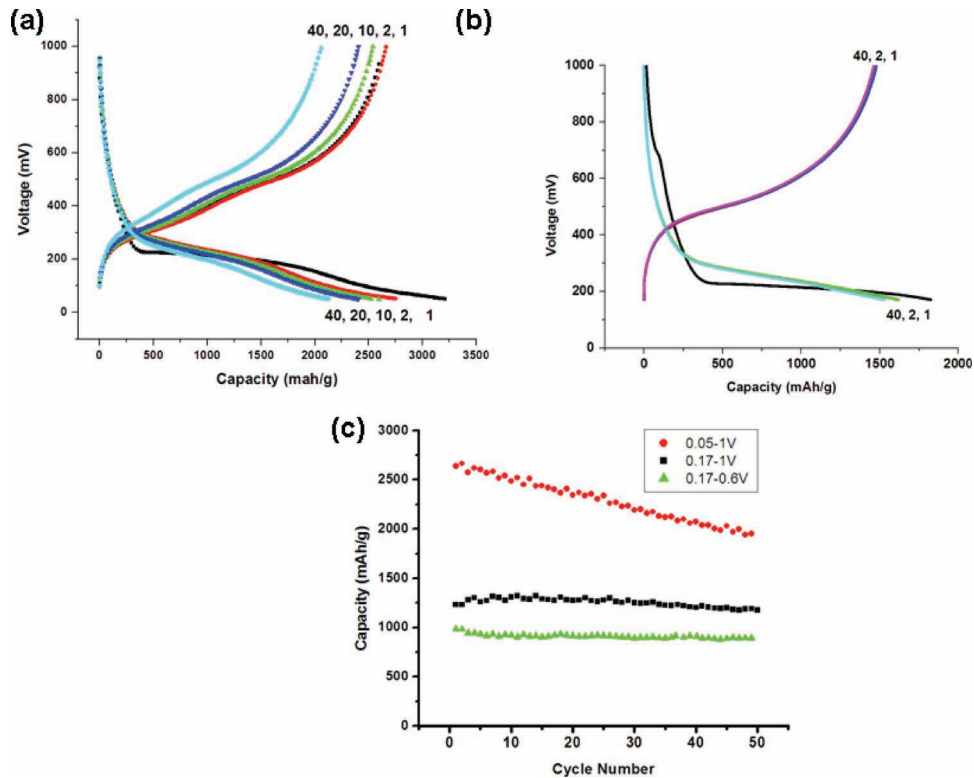 (a)
40, 20, 10, 2, 1
1000
800
600
400
200
0
Voltage (mV)
40, 20, 10, 2, 1
0 500 1000 1500 2000 2500 3000 3500
Capacity (mah/g)
(b)
40, 2, 1
1000
800
600
400
200
0
Voltage (mV)
40, 2, 1
0 500 1000 1500 2000
Capacity (mAh/g)
(c)
3000
2500
2000
1500
1000
500
0
Capacity (mAh/g)
0.05-1V
0.17-1V
0.17-0.6V
0 10 20 30 40 50
Cycle Number